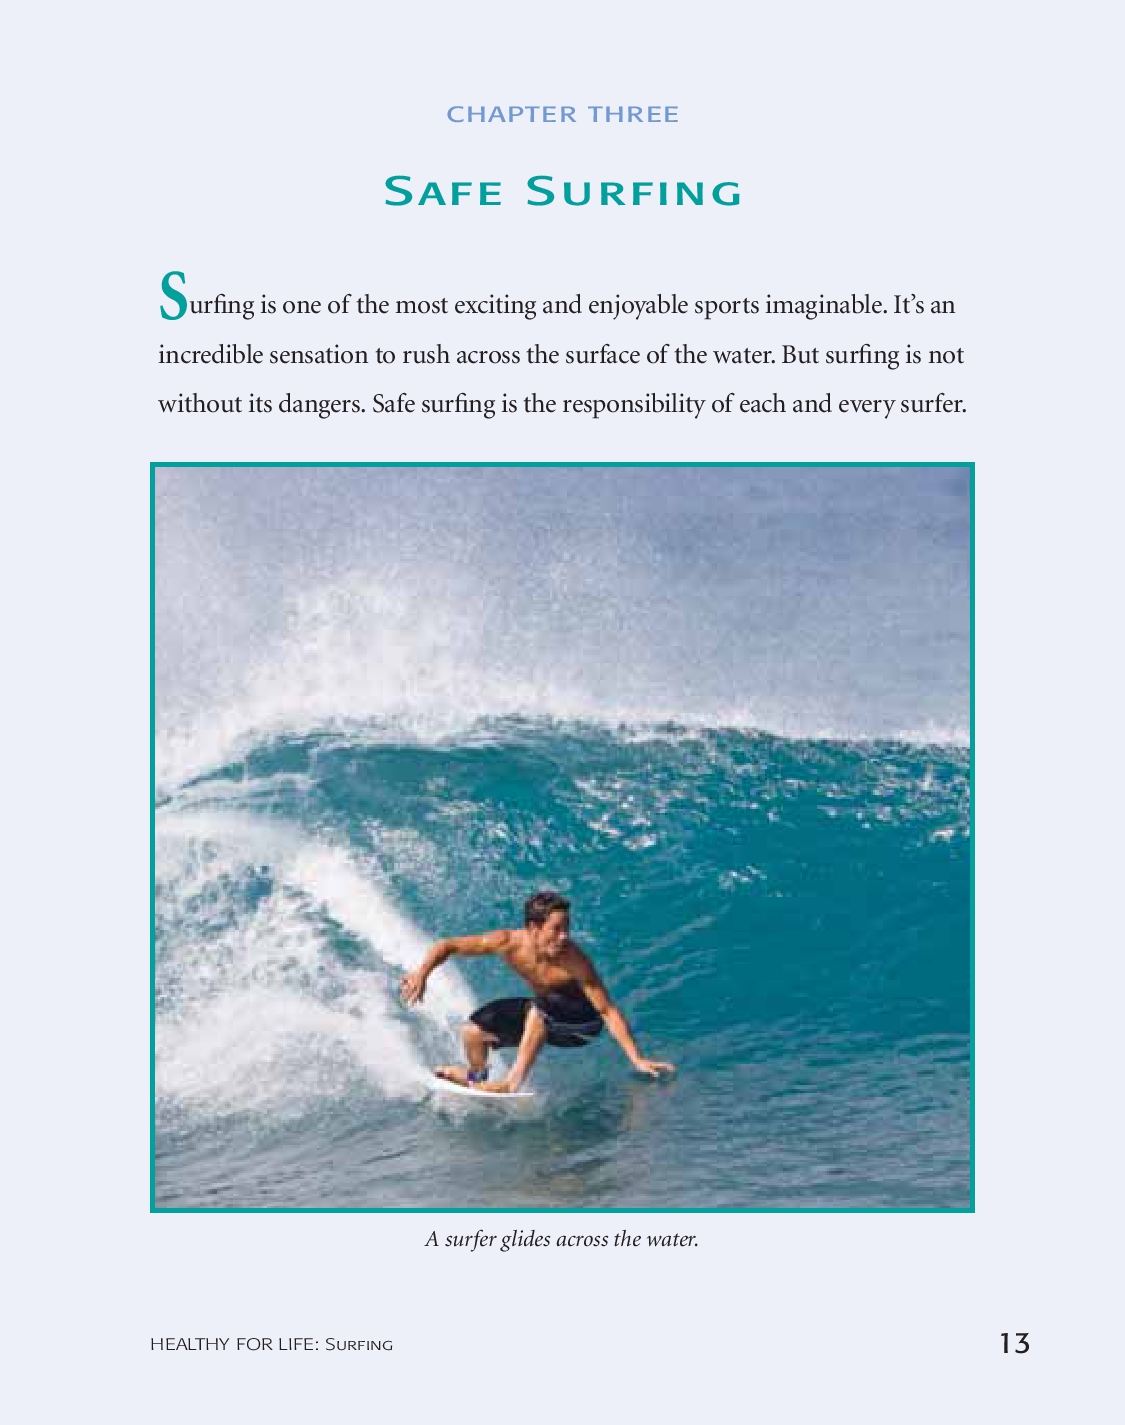 CHAPTER THREE
SAFE SURFING
Surfing is one of the most exciting and enjoyable sports imaginable. It’s an
incredible sensation to rush across the surface of the water. But surfing is not
without its dangers. Safe surfing is the responsibility of each and every surfer.
A surfer glides across the water.
HEALTHY FOR LIFE: SURFING
13